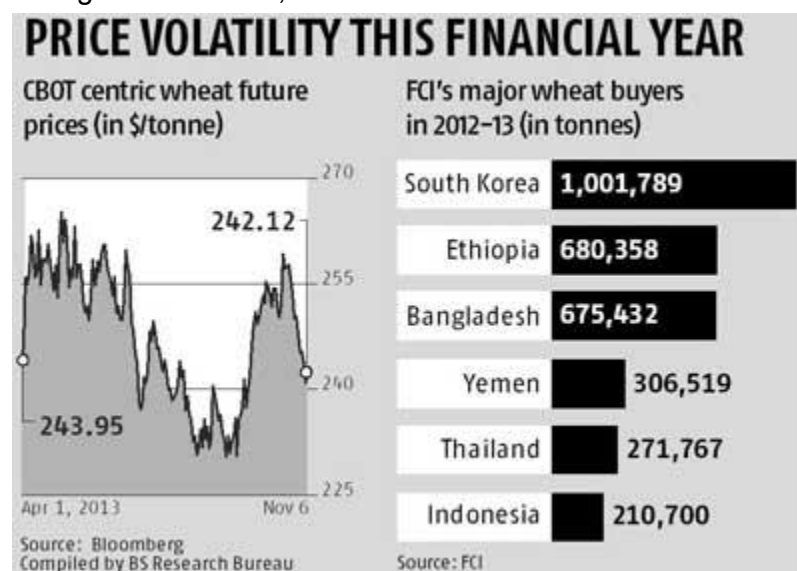 PRICE VOLATILITY THIS FINANCIAL YEAR
CBOT centric wheat future
prices (in $/tonne)
270
242.12
255
240
243.95
225
Apr 1, 2013 Nov 6
Source: Bloomberg
Compiled by BS Research Bureau
FCI's major wheat buyers
in 2012-13 (in tonnes)
South Korea 1,001,789
Ethiopia 680,358
Bangladesh 675,432
Yemen 306,519
Thailand 271,767
Indonesia 210,700
Source: FCI